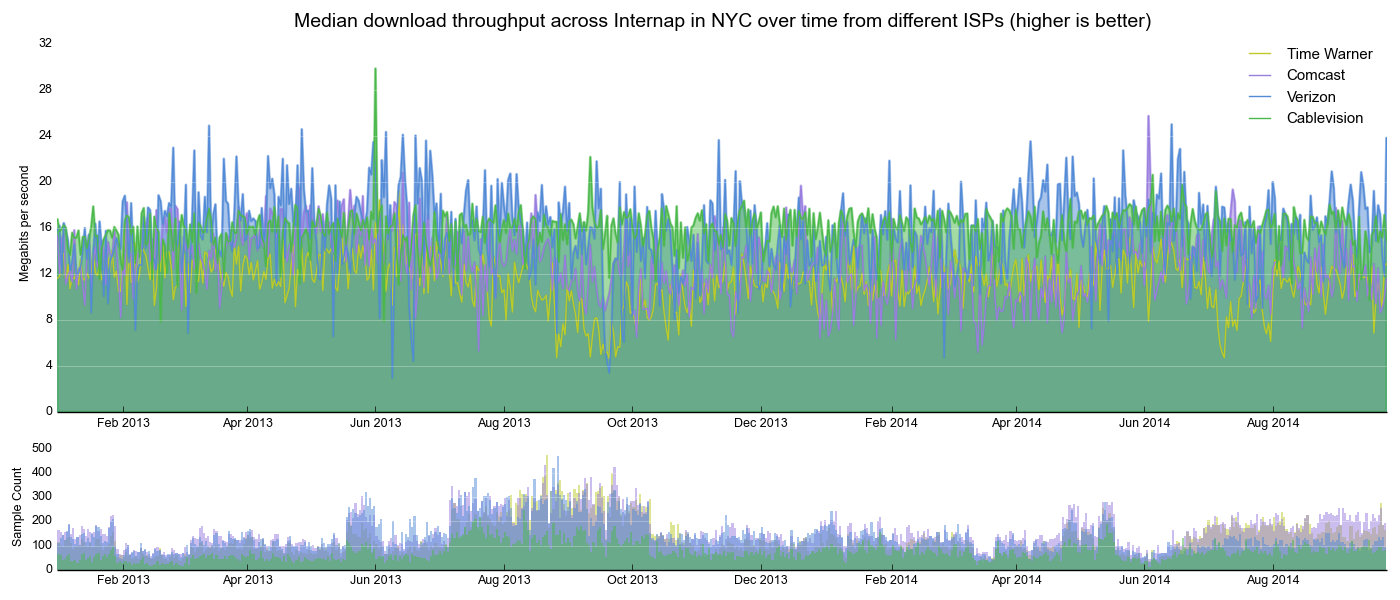 Median download throughput across Internap in NYC over time from different ISPs (higher is better)
Megabits per second
32
28
24
20
16
12
8
4
0
Time Warner
Comcast
Verizon
Cablevision
Feb 2013 Apr 2013 Jun 2013 Aug 2013 Oct 2013 Dec 2013 Feb 2014 Apr 2014 Jun 2014 Aug 2014
Sample Count
500
400
300
200
100
0
Feb 2013 Apr 2013 Jun 2013 Aug 2013 Oct 2013 Dec 2013 Feb 2014 Apr 2014 Jun 2014 Aug 2014